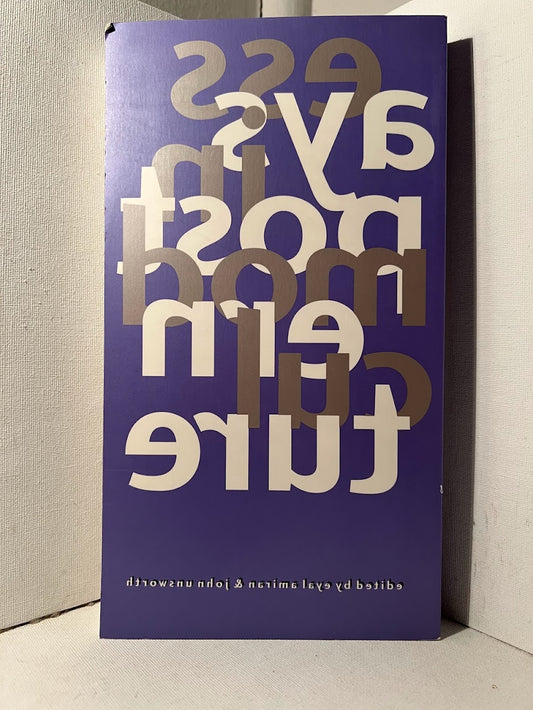 ess
ays
in
post
mod
ern
cul
ture
edited by eyal amiran & john unsworth